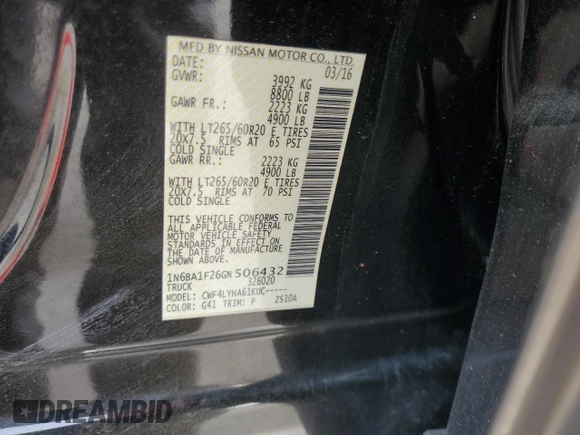 MFD BY NISSAN MOTOR CO., LTD.
DATE: 03/16
GVWR: 3992 KG
8800 LB
GAWR FR.: 2223 KG
4900 LB
WITH LT265/60R20 E TIRES
20X7.5 RIMS AT 65 PSI
COLD SINGLE
GAWR RR.: 2223 KG
4900 LB
WITH LT265/60R20 E TIRES
20X7.5 RIMS AT 70 PSI
COLD SINGLE
THIS VEHICLE CONFORMS TO
ALL APPLICABLE FEDERAL
MOTOR VEHICLE SAFETY
STANDARDS IN EFFECT ON
THE DATE OF MANUFACTURE
SHOWN ABOVE.
1N6BA1F26GN506432
TRUCK 326020
MODEL: CWF4LYHA61KUC-----
COLOR: G41 TRIM: P ZS10A
DREAMBID